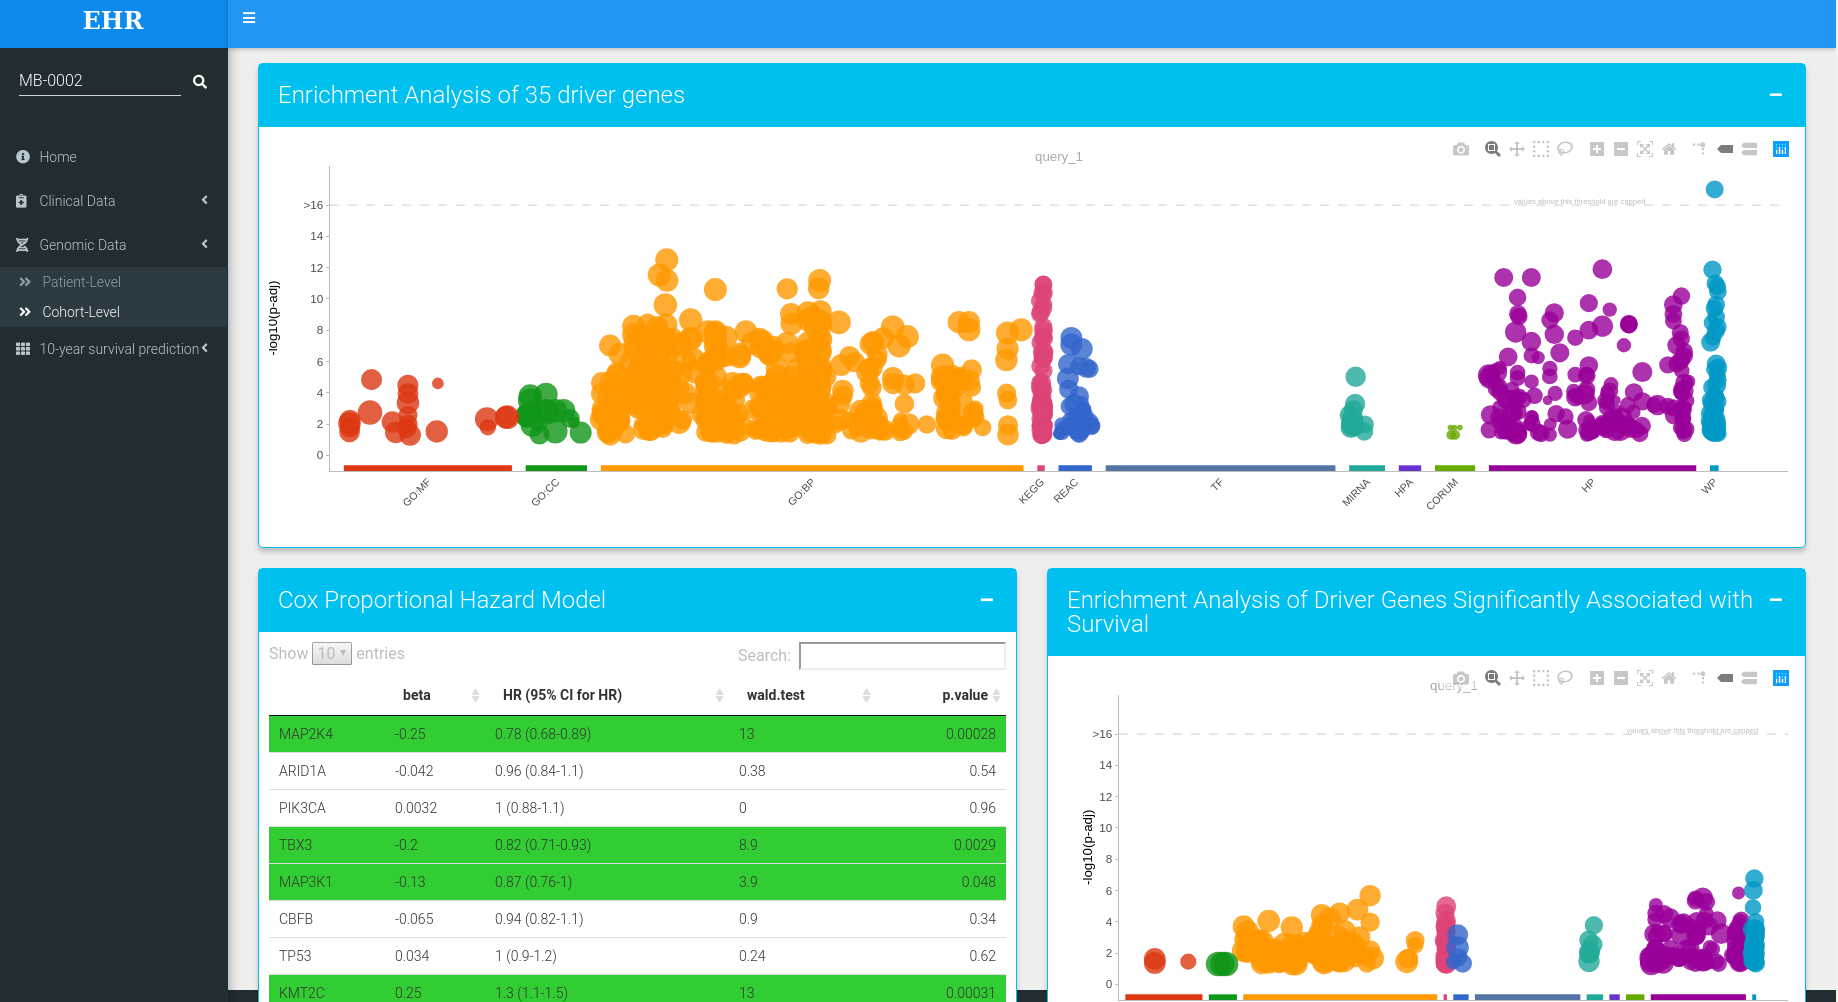 EHR
MB-0002
Home
Clinical Data
Genomic Data
Patient-Level
Cohort-Level
10-year survival prediction
Enrichment Analysis of 35 driver genes
query_1
values above this threshold are capped
>16
14
12
10
8
6
4
2
0
-log10(p-adj)
GO:MF
GO:CC
GO:BP
KEGG
REAC
TF
MIRNA
HPA
CORUM
HP
WP
Cox Proportional Hazard Model
Show 10 entries
Search:
beta HR (95% CI for HR) wald.test p.value
MAP2K4 -0.25 0.78 (0.68-0.89) 13 0.00028
ARID1A -0.042 0.96 (0.84-1.1) 0.38 0.54
PIK3CA 0.0032 1 (0.88-1.1) 0 0.96
TBX3 -0.2 0.82 (0.71-0.93) 8.9 0.0029
MAP3K1 -0.13 0.87 (0.76-1) 3.9 0.048
CBFB -0.065 0.94 (0.82-1.1) 0.9 0.34
TP53 0.034 1 (0.9-1.2) 0.24 0.62
KMT2C 0.25 1.3 (1.1-1.5) 13 0.00031
Enrichment Analysis of Driver Genes Significantly Associated with
Survival
query_1
values above this threshold are capped
>16
14
12
10
8
6
4
2
0
-log10(p-adj)